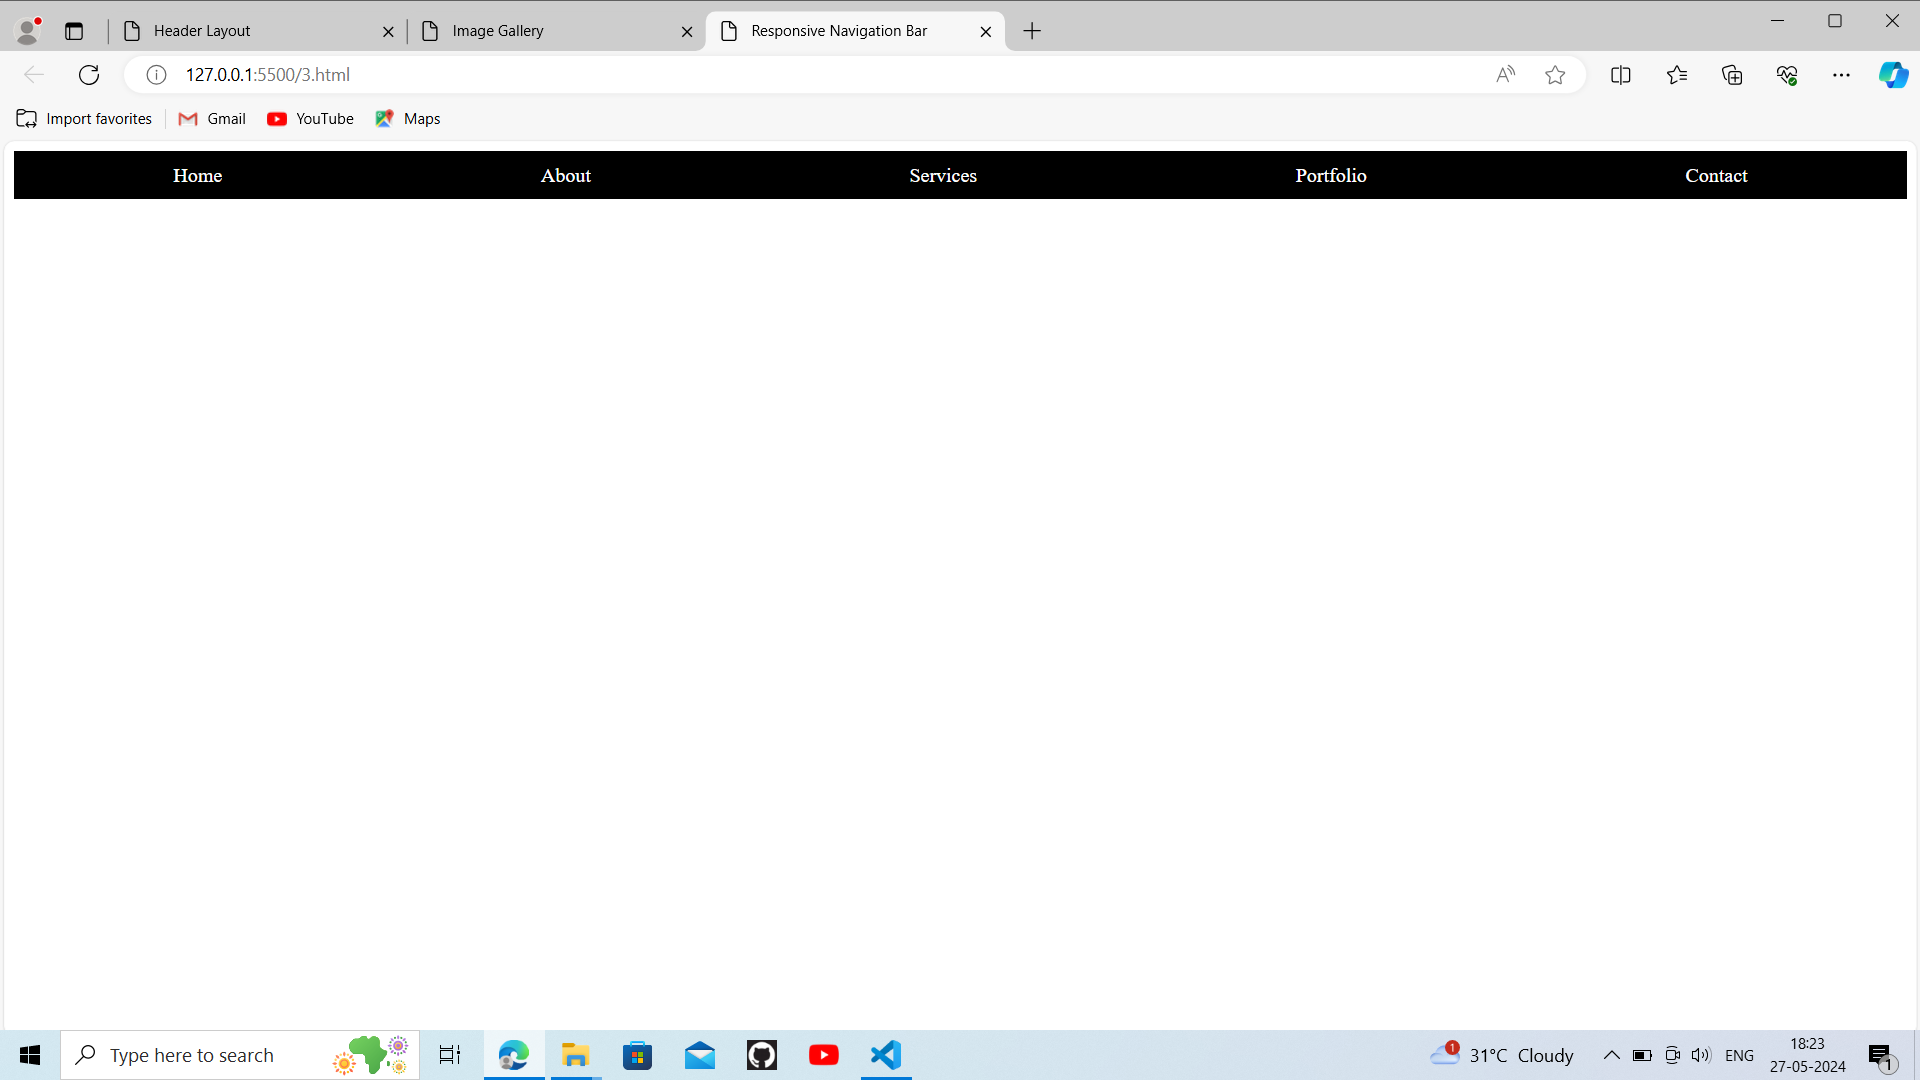 Header Layout
Image Gallery
Responsive Navigation Bar
127.0.0.1:5500/3.html
Import favorites
Gmail
YouTube
Maps
Home
About
Services
Portfolio
Contact
Type here to search
1
31°C Cloudy
ENG
18:23
27-05-2024
1